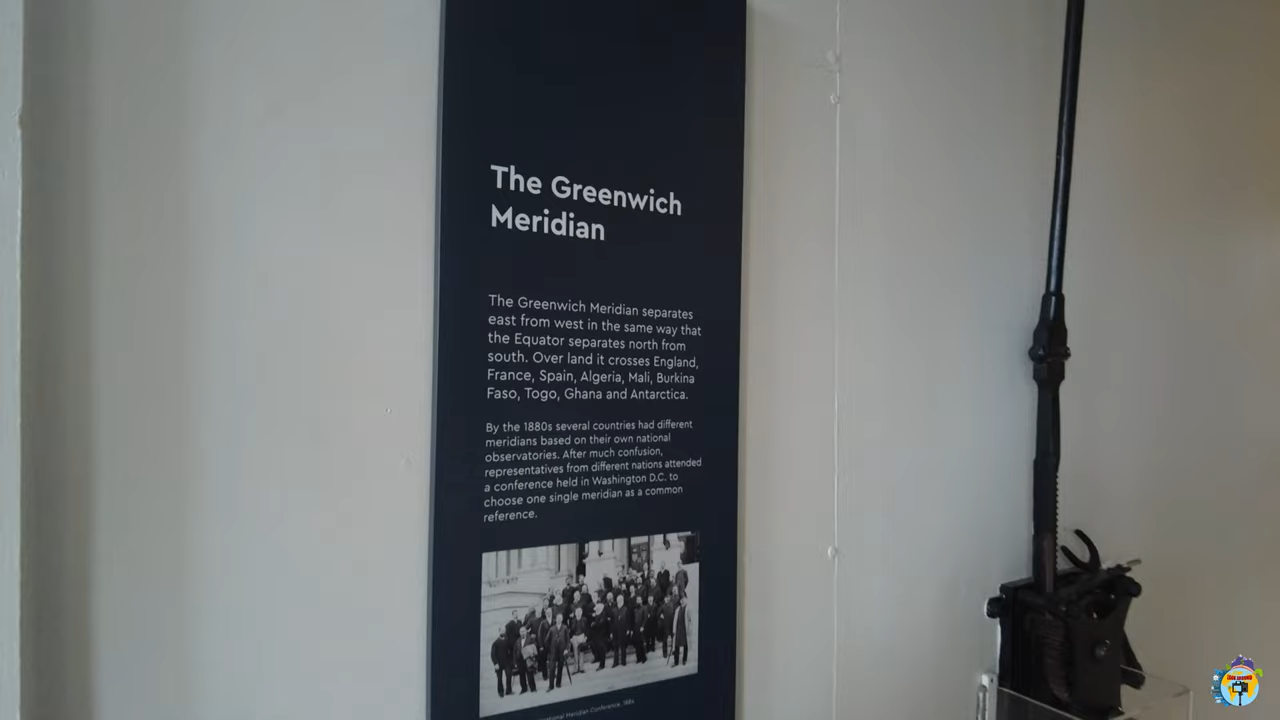 The Greenwich
Meridian
The Greenwich Meridian separates
east from west in the same way that
the Equator separates north from
south. Over land it crosses England,
France, Spain, Algeria, Mali, Burkina
Faso, Togo, Ghana and Antarctica.
By the 1880s several countries had different
meridians based on their own national
observatories. After much confusion,
representatives from different nations attended
a conference held in Washington D.C. to
choose one single meridian as a common
reference.
Meridian Conference, 1884